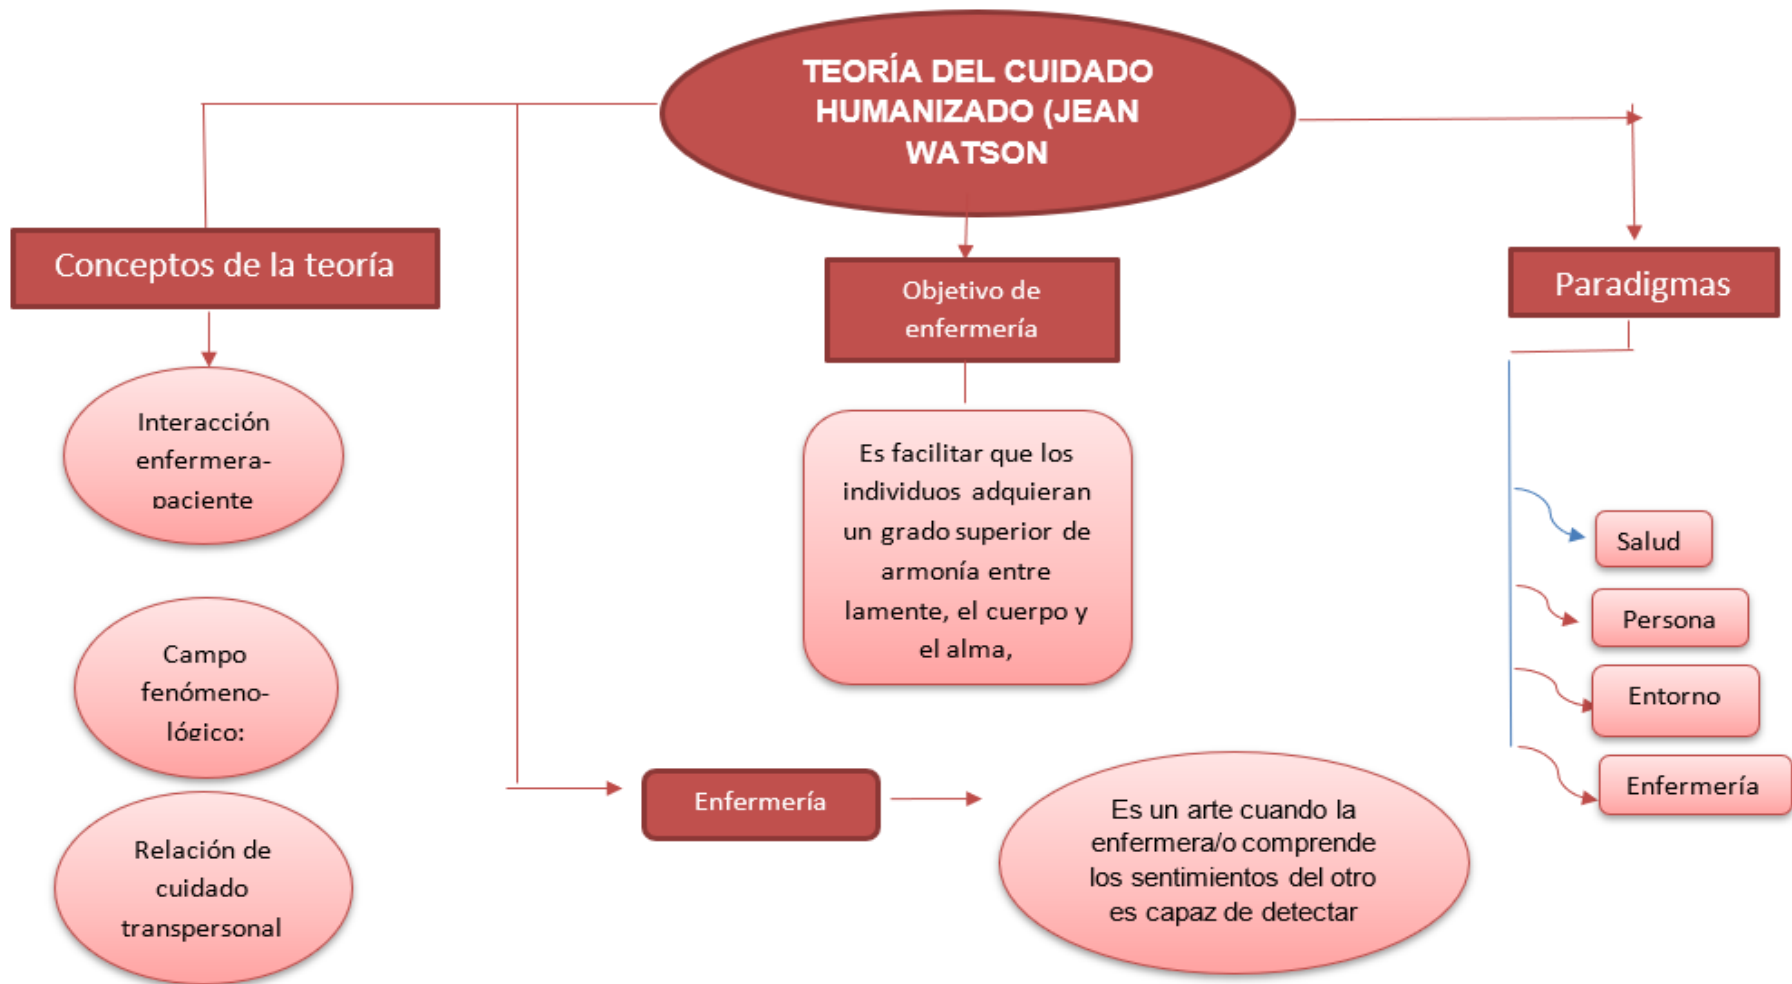 TEORÍA DEL CUIDADO
HUMANIZADO (JEAN
WATSON
Conceptos de la teoría
Interacción
enfermera-
paciente
Campo
fenómeno-
lógico:
Relación de
cuidado
transpersonal
Objetivo de
enfermería
Es facilitar que los
individuos adquieran
un grado superior de
armonía entre
lamente, el cuerpo y
el alma,
Enfermería
Es un arte cuando la
enfermera/o comprende
los sentimientos del otro
es capaz de detectar
Paradigmas
Salud
Persona
Entorno
Enfermería